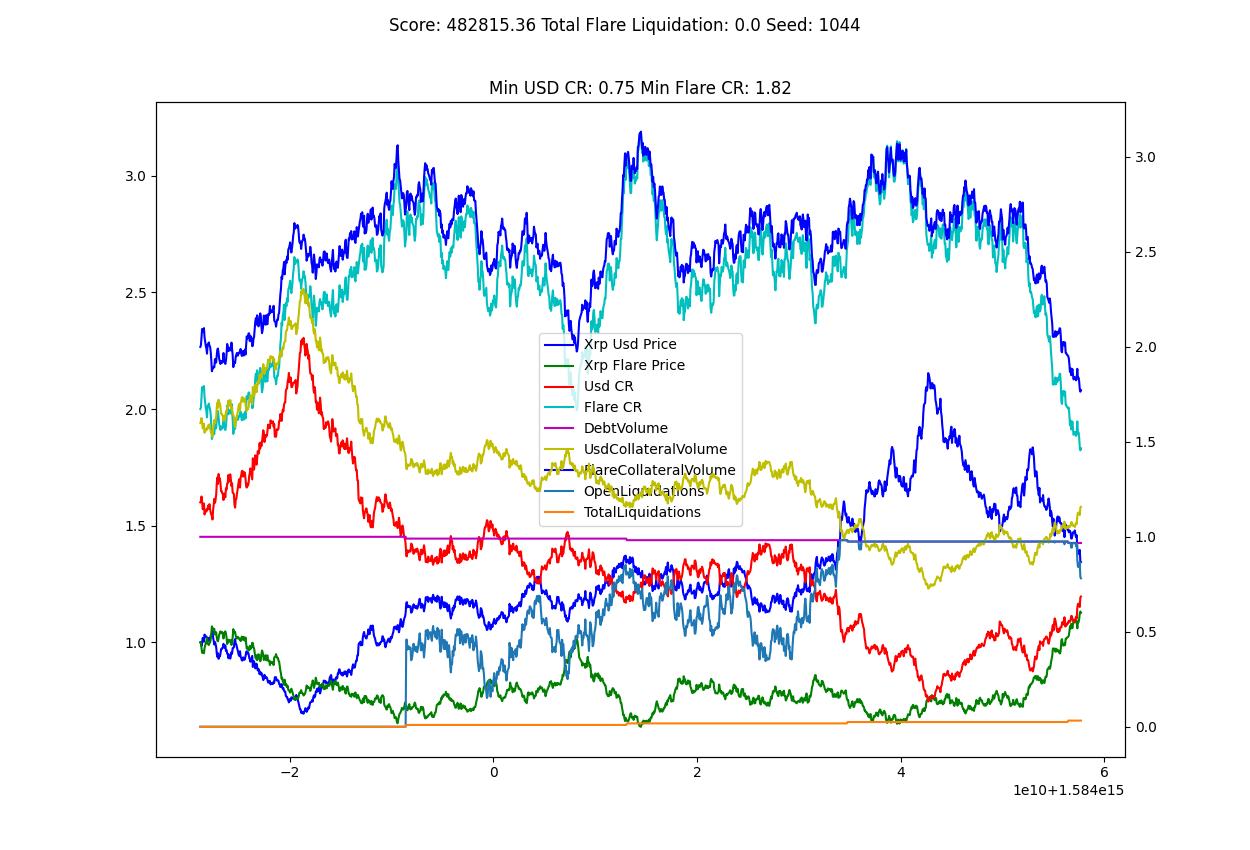 Score: 482815.36 Total Flare Liquidation: 0.0 Seed: 1044
Min USD CR: 0.75 Min Flare CR: 1.82
3.0
2.5
2.0
1.5
1.0
3.0
2.5
2.0
1.5
1.0
0.5
0.0
Xrp Usd Price
Xrp Flare Price
Usd CR
Flare CR
DebtVolume
UsdCollateralVolume
FlareCollateralVolume
OpenLiquidations
TotalLiquidations
−2 0 2 4 6
1e10+1.584e15